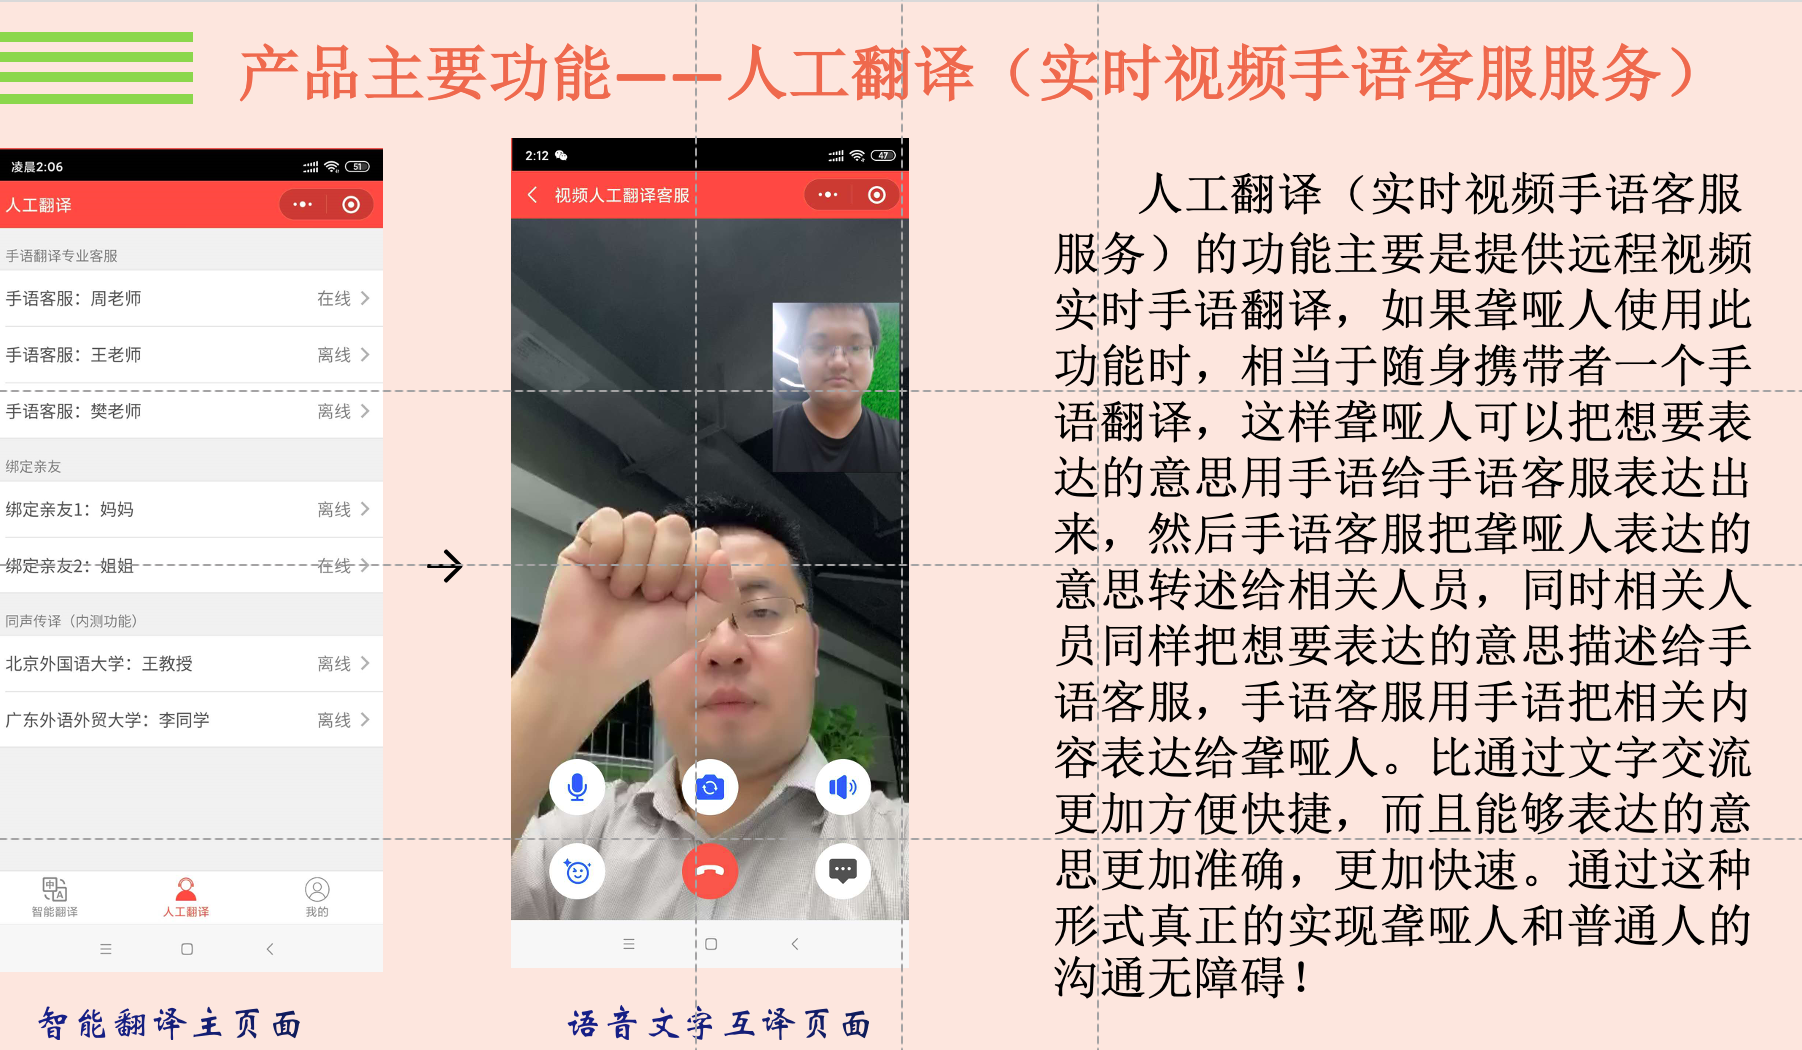 产品主要功能——人工翻译（实时视频手语客服服务）
凌晨2:06
51
人工翻译
手语翻译专业客服
手语客服：周老师 在线
手语客服：王老师 离线
手语客服：樊老师 离线
绑定亲友
绑定亲友1：妈妈 离线
绑定亲友2：姐姐 在线
同声传译（内测功能）
北京外国语大学：王教授 离线
广东外语外贸大学：李同学 离线
中A
智能翻译 人工翻译 我的
智能翻译主页面
2:12
47
视频人工翻译客服
语音文字互译页面
人工翻译（实时视频手语客服
服务）的功能主要是提供远程视频
实时手语翻译，如果聋哑人使用此
功能时，相当于随身携带者一个手
语翻译，这样聋哑人可以把想要表
达的意思用手语给手语客服表达出
来，然后手语客服把聋哑人表达的
意思转述给相关人员，同时相关人
员同样把想要表达的意思描述给手
语客服，手语客服用手语把相关内
容表达给聋哑人。比通过文字交流
更加方便快捷，而且能够表达的意
思更加准确，更加快速。通过这种
形式真正的实现聋哑人和普通人的
沟通无障碍！